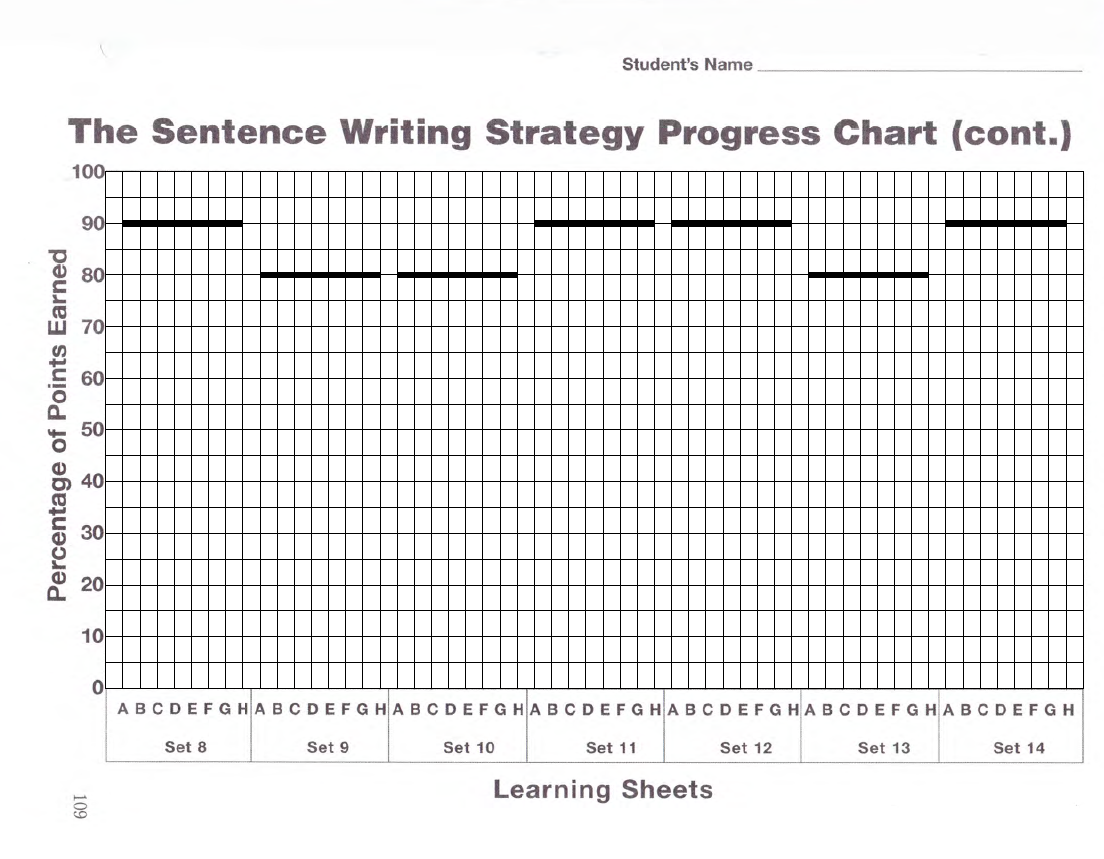 Student's Name
The Sentence Writing Strategy Progress Chart (cont.)
Percentage of Points Earned
100
90
80
70
60
50
40
30
20
10
0
A B C D E F G H A B C D E F G H A B C D E F G H A B C D E F G H A B C D E F G H A B C D E F G H A B C D E F G H
Set 8 Set 9 Set 10 Set 11 Set 12 Set 13 Set 14
Learning Sheets
109